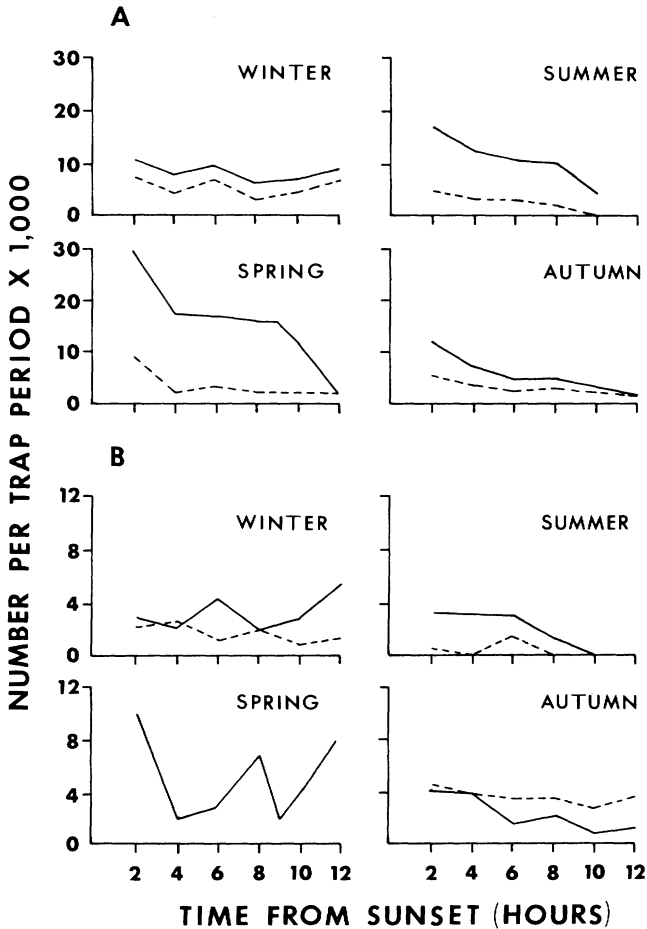 A
NUMBER PER TRAP PERIOD X 1,000
30
20
10
0
WINTER
SUMMER
30
20
10
0
SPRING
AUTUMN
B
12
8
4
0
WINTER
SUMMER
12
8
4
0
SPRING
AUTUMN
2 4 6 8 10 12
2 4 6 8 10 12
TIME FROM SUNSET (HOURS)